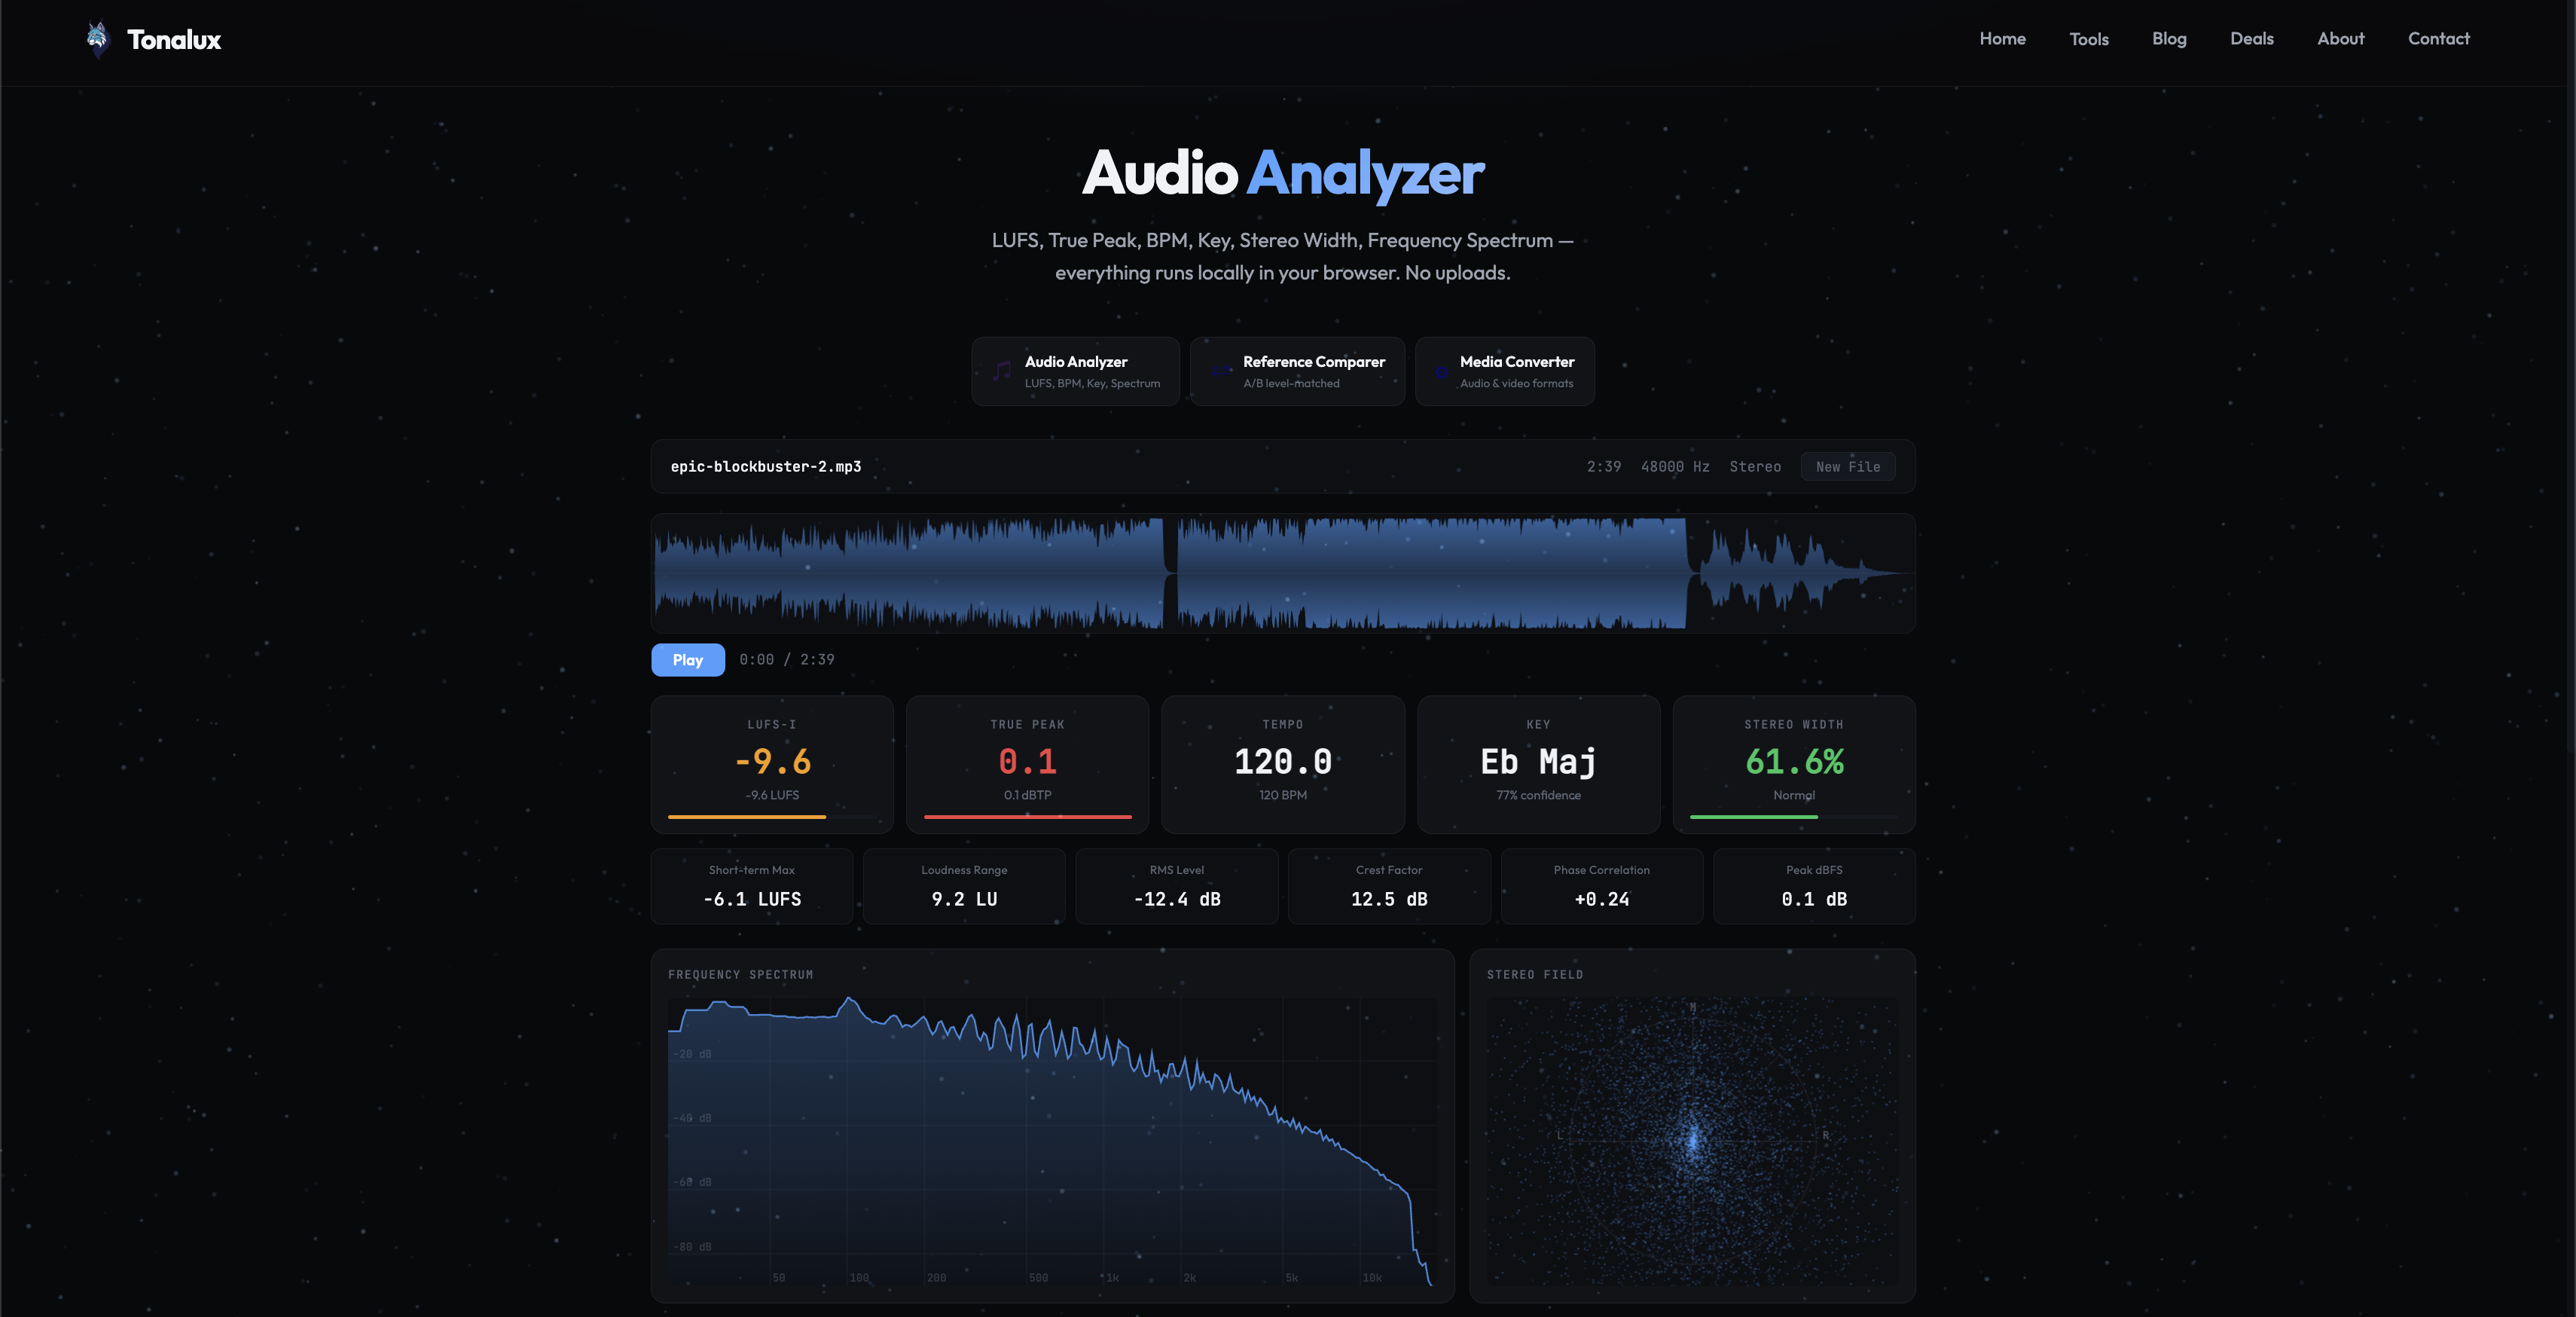 Tonalux
Home Tools Blog Deals About Contact
Audio Analyzer
LUFS, True Peak, BPM, Key, Stereo Width, Frequency Spectrum —
everything runs locally in your browser. No uploads.
Audio Analyzer
LUFS, BPM, Key, Spectrum
Reference Comparer
A/B level-matched
Media Converter
Audio & video formats
epic-blockbuster-2.mp3
2:39 48000 Hz Stereo New File
Play 0:00 / 2:39
LUFS-I
-9.6
-9.6 LUFS
TRUE PEAK
0.1
0.1 dBTP
TEMPO
120.0
120 BPM
KEY
Eb Maj
77% confidence
STEREO WIDTH
61.6%
Normal
Short-term Max
-6.1 LUFS
Loudness Range
9.2 LU
RMS Level
-12.4 dB
Crest Factor
12.5 dB
Phase Correlation
+0.24
Peak dBFS
0.1 dB
FREQUENCY SPECTRUM
-20 dB
-40 dB
-60 dB
-80 dB
50 100 200 500 1k 2k 5k 10k
STEREO FIELD
M
L R